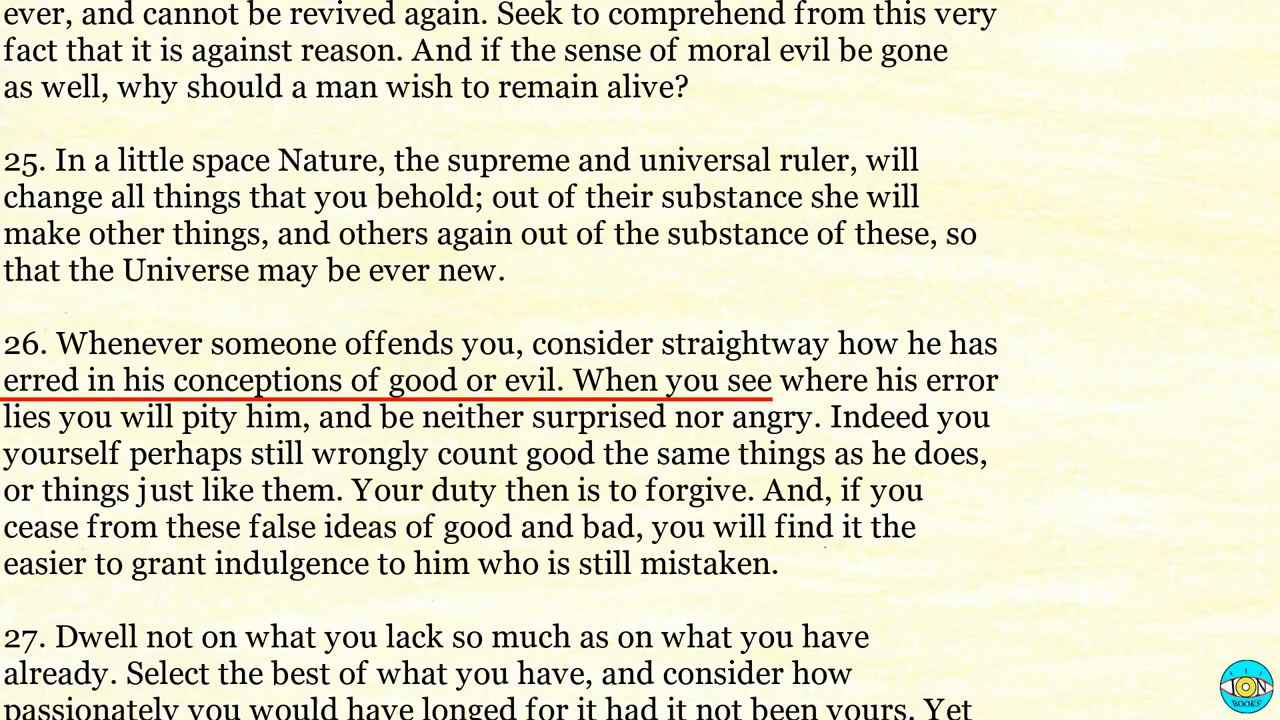 ever, and cannot be revived again. Seek to comprehend from this very
fact that it is against reason. And if the sense of moral evil be gone
as well, why should a man wish to remain alive?
25. In a little space Nature, the supreme and universal ruler, will
change all things that you behold; out of their substance she will
make other things, and others again out of the substance of these, so
that the Universe may be ever new.
26. Whenever someone offends you, consider straightway how he has
erred in his conceptions of good or evil. When you see where his error
lies you will pity him, and be neither surprised nor angry. Indeed you
yourself perhaps still wrongly count good the same things as he does,
or things just like them. Your duty then is to forgive. And, if you
cease from these false ideas of good and bad, you will find it the
easier to grant indulgence to him who is still mistaken.
27. Dwell not on what you lack so much as on what you have
already. Select the best of what you have, and consider how
passionately you would have longed for it had it not been yours. Yet
ION
BOOKS